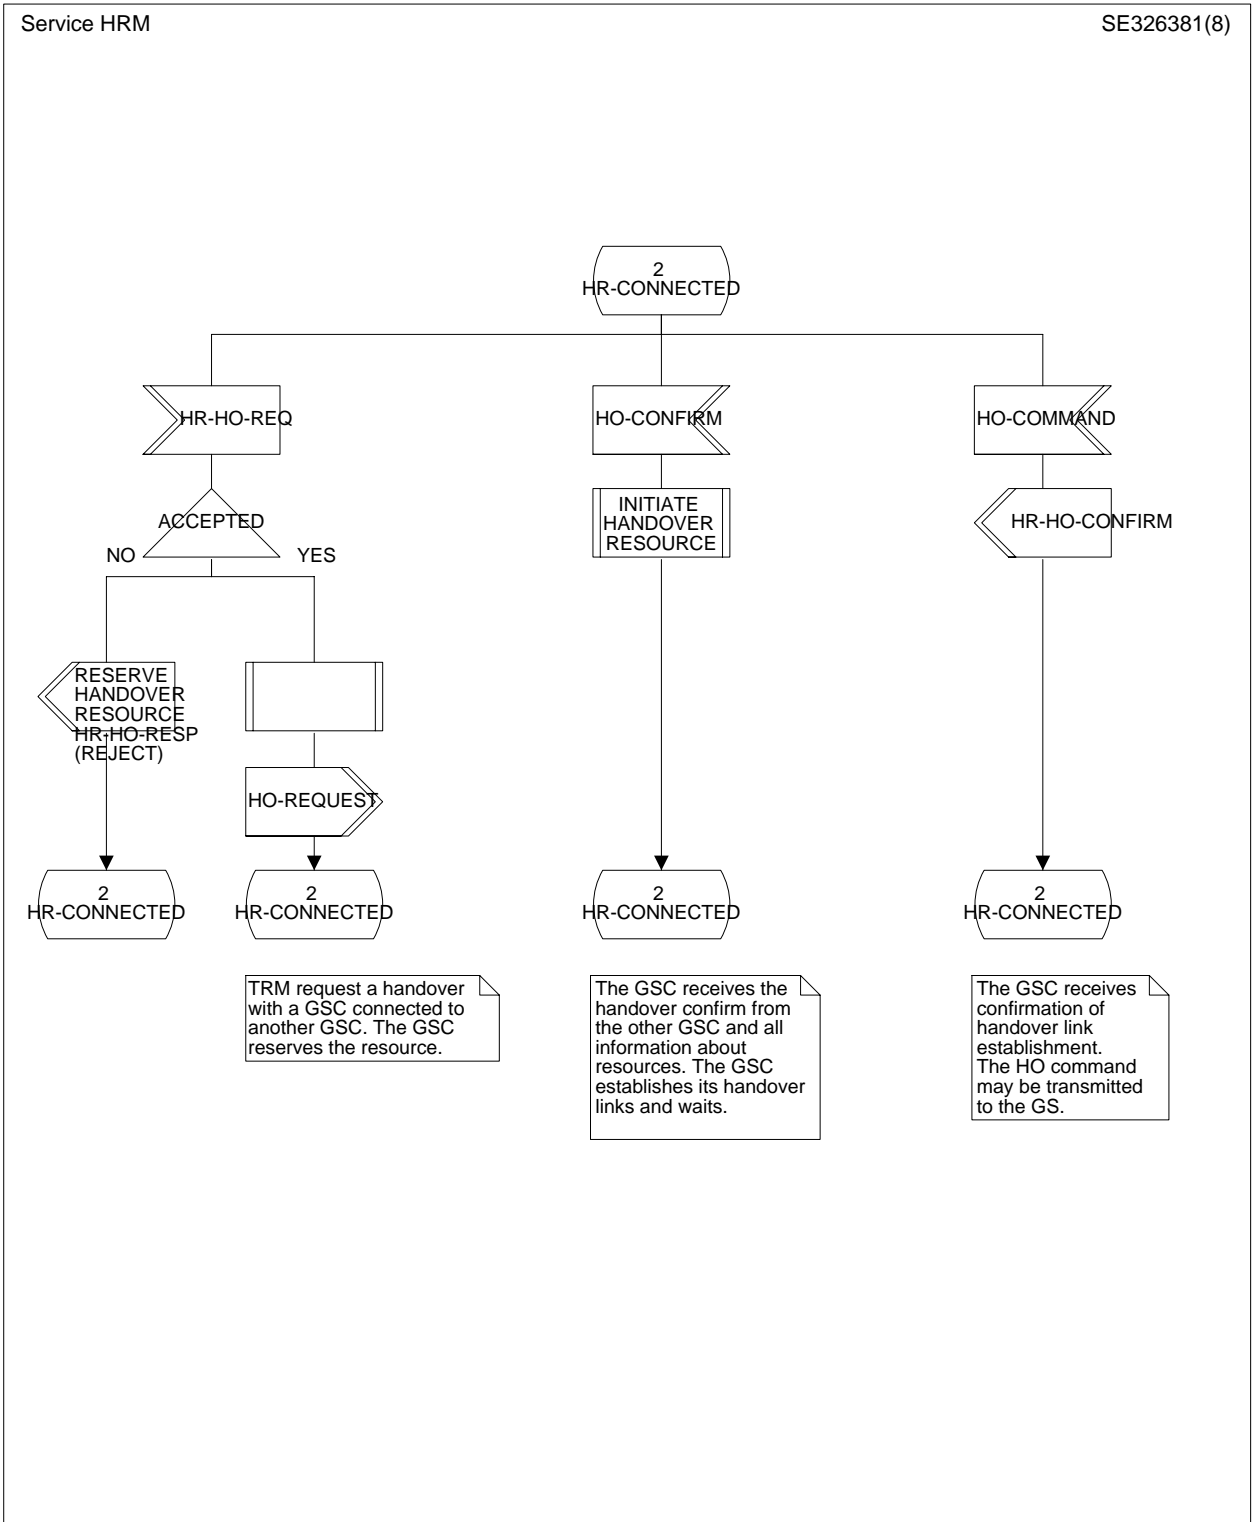 Service HRM
SE326381(8)
2
HR-CONNECTED
HR-HO-REQ
HO-CONFIRM
HO-COMMAND
ACCEPTED
NO
YES
INITIATE
HANDOVER
RESOURCE
HR-HO-CONFIRM
RESERVE
HANDOVER
RESOURCE
HR-HO-RESP
(REJECT)
HO-REQUEST
2
HR-CONNECTED
2
HR-CONNECTED
2
HR-CONNECTED
2
HR-CONNECTED
TRM request a handover
with a GSC connected to
another GSC. The GSC
reserves the resource.
The GSC receives the
handover confirm from
the other GSC and all
information about
resources. The GSC
establishes its handover
links and waits.
The GSC receives
confirmation of
handover link
establishment.
The HO command
may be transmitted
to the GS.